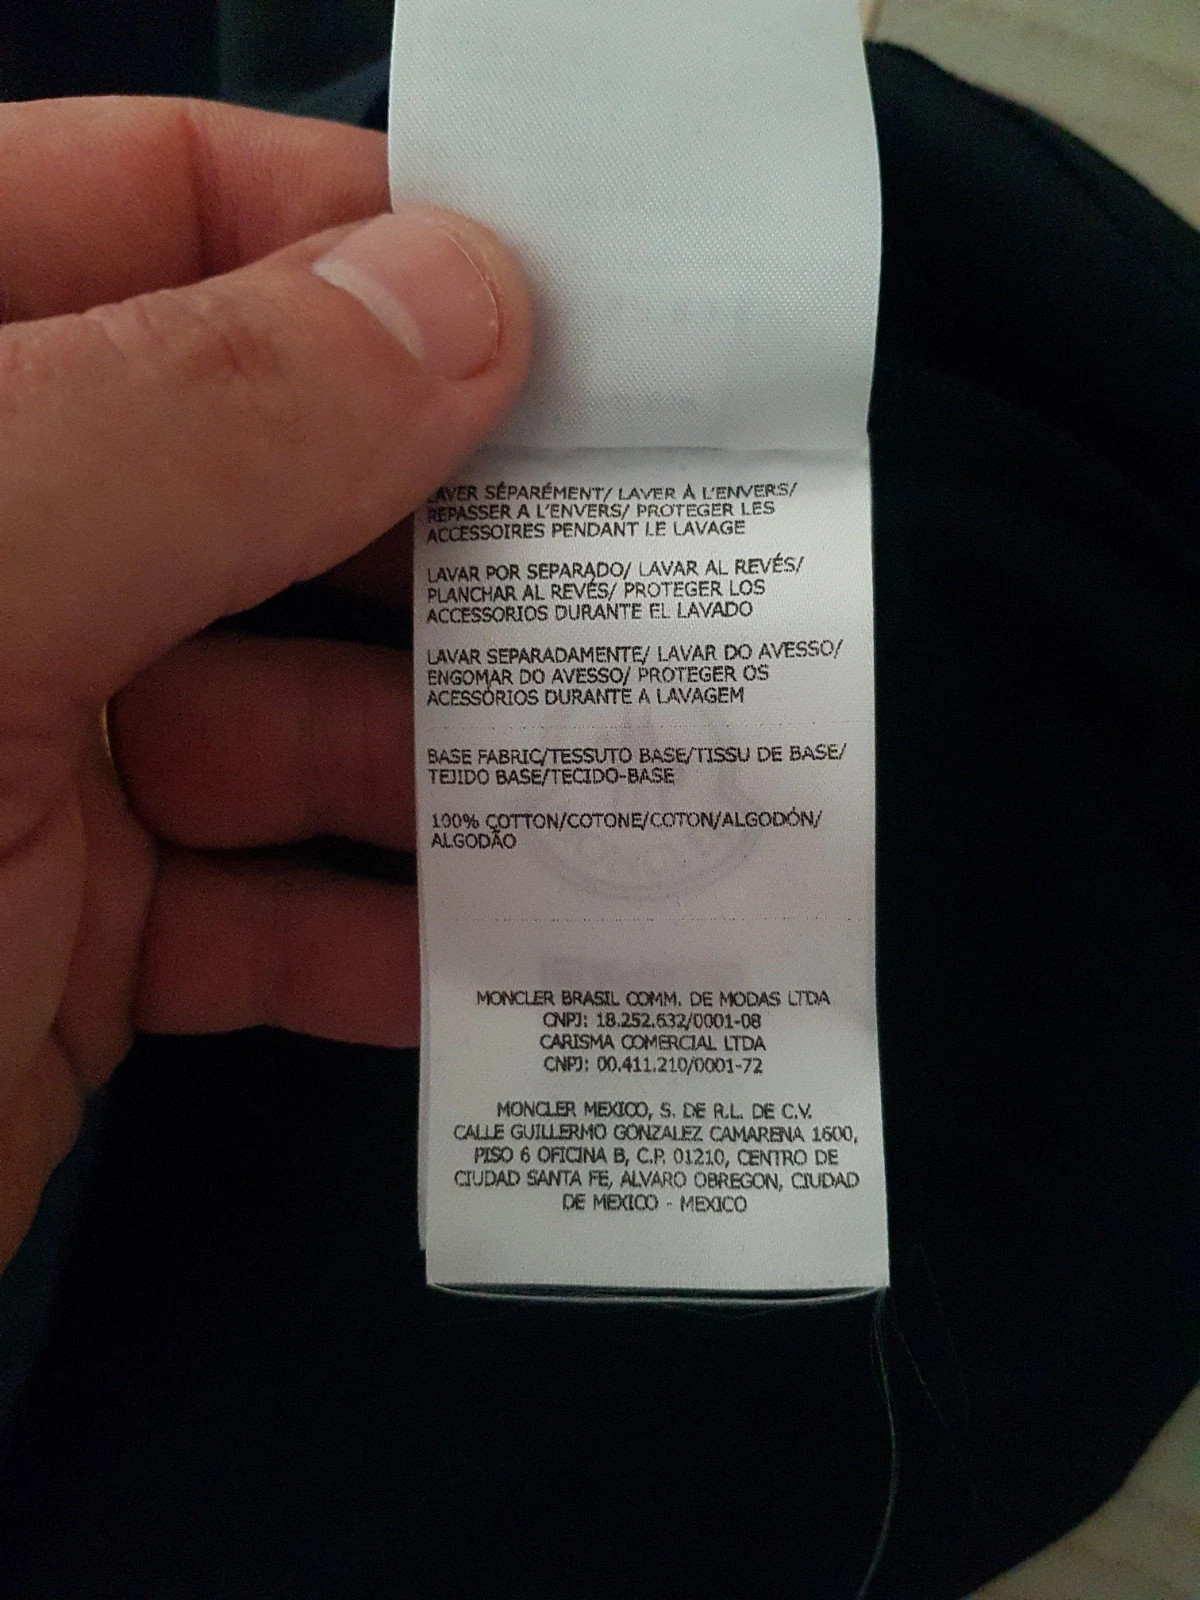 LAVER SÉPARÉMENT/ LAVER À L'ENVERS/
REPASSER A L'ENVERS/ PROTEGER LES
ACCESSOIRES PENDANT LE LAVAGE
LAVAR POR SEPARADO/ LAVAR AL REVÉS/
PLANCHAR AL REVÉS/ PROTEGER LOS
ACCESSORIOS DURANTE EL LAVADO
LAVAR SEPARADAMENTE/ LAVAR DO AVESSO/
ENGOMAR DO AVESSO/ PROTEGER OS
ACESSÓRIOS DURANTE A LAVAGEM
BASE FABRIC/TESSUTO BASE/TISSU DE BASE/
TEJIDO BASE/TECIDO-BASE
100% COTTON/COTONE/COTON/ALGODÓN/
ALGODÃO
MONCLER BRASIL COMM. DE MODAS LTDA
CNPJ: 18.252.632/0001-08
CARISMA COMERCIAL LTDA
CNPJ: 00.411.210/0001-72
MONCLER MEXICO, S. DE R.L. DE C.V.
CALLE GUILLERMO GONZALEZ CAMARENA 1600,
PISO 6 OFICINA B, C.P. 01210, CENTRO DE
CIUDAD SANTA FE, ALVARO OBREGON, CIUDAD
DE MEXICO - MEXICO